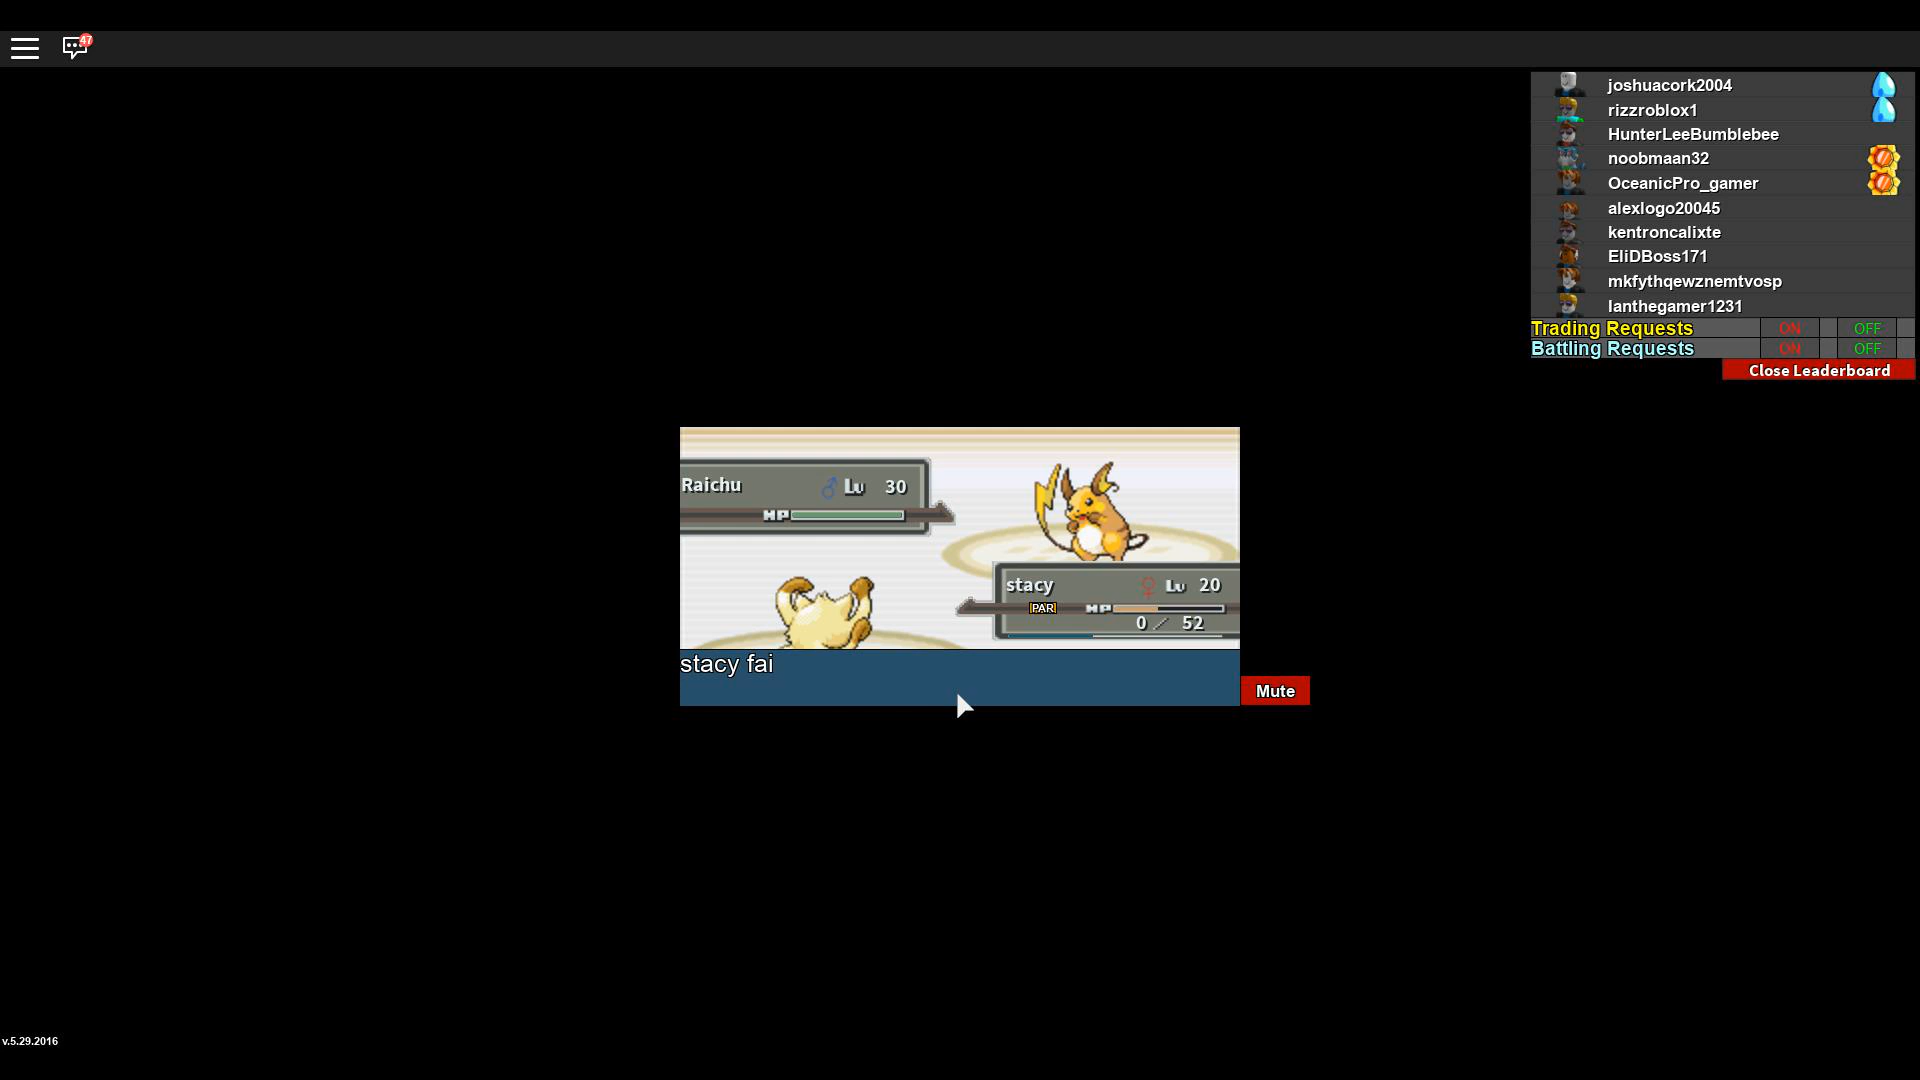 47
joshuacork2004
rizzroblox1
HunterLeeBumblebee
noobmaan32
OceanicPro_gamer
alexlogo20045
kentroncalixte
EliDBoss171
mkfythqewznemtvosp
Ianthegamer1231
Trading Requests ON OFF
Battling Requests ON OFF
Close Leaderboard
Raichu ♂ Lv 30
HP
stacy ♀ Lv 20
PAR HP
0 / 52
stacy fai
Mute
v.5.29.2016